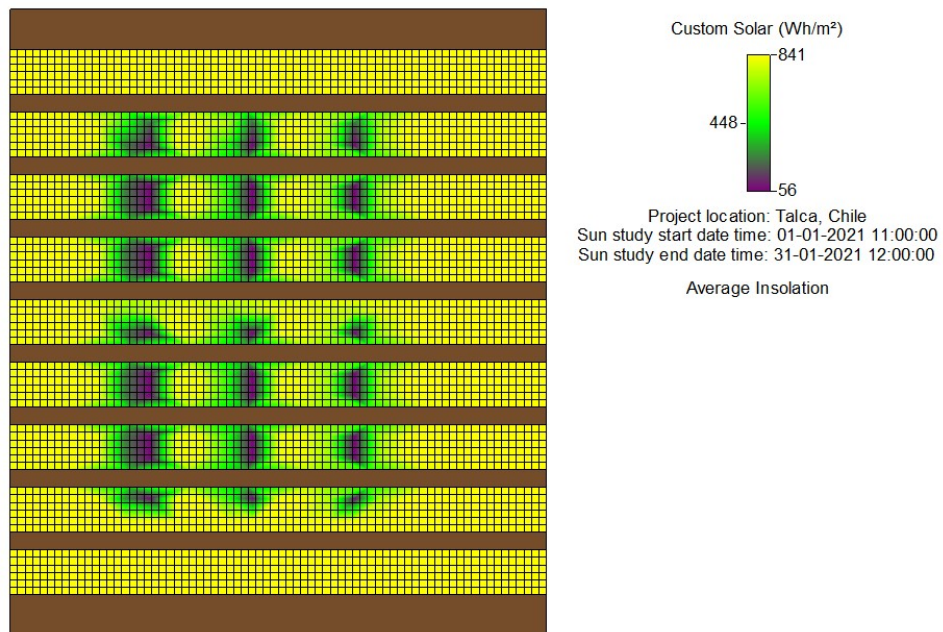 Custom Solar (Wh/m²)
841
448
56
Project location: Talca, Chile
Sun study start date time: 01-01-2021 11:00:00
Sun study end date time: 31-01-2021 12:00:00
Average Insolation